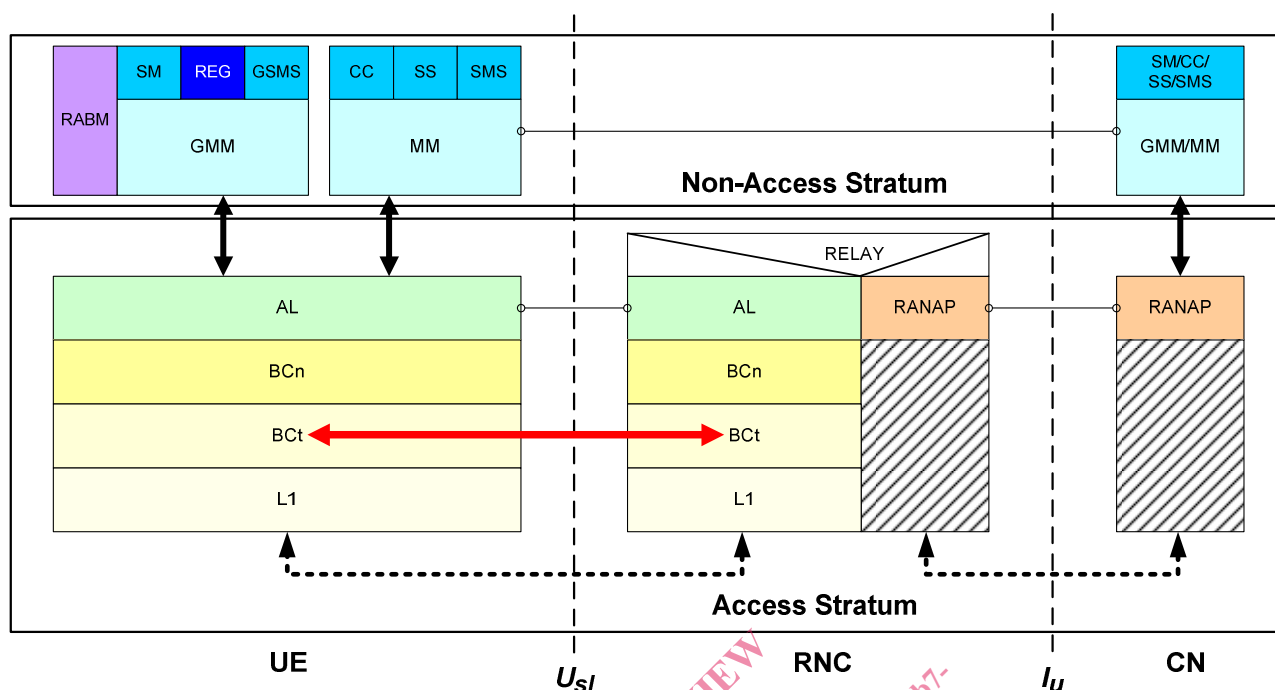 SM REG GSMS CC SS SMS SM/CC/
SS/SMS
RABM GMM MM GMM/MM
Non-Access Stratum
RELAY
AL AL RANAP RANAP
BCn BCn
BCt BCt
L1 L1
Access Stratum
UE RNC CN
Usl Iu